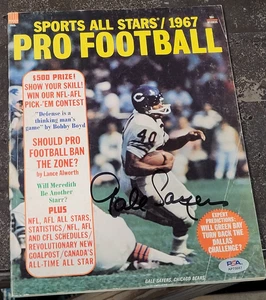 SPORTS ALL STARS / 1967
PRO FOOTBALL
$500 PRIZE!
SHOW YOUR SKILL!
WIN OUR NFL-AFL
PICK-'EM CONTEST
"Defense is a
thinking man's
game" by Bobby Boyd
SHOULD PRO
FOOTBALL BAN
THE ZONE?
by Lance Alworth
Will Meredith Be
Another Starr?
PLUS
NFL, AFL ALL STARS,
STATISTICS / NFL, AFL
AND CFL SCHEDULES /
REVOLUTIONARY NEW
GOALPOST / CANADA'S
ALL-TIME ALL STAR
40
Gale Sayers
EXPERT
PREDICTIONS:
WILL GREEN BAY
TURN BACK THE
DALLAS
CHALLENGE?
PSA
GALE SAYERS, CHICAGO BEARS